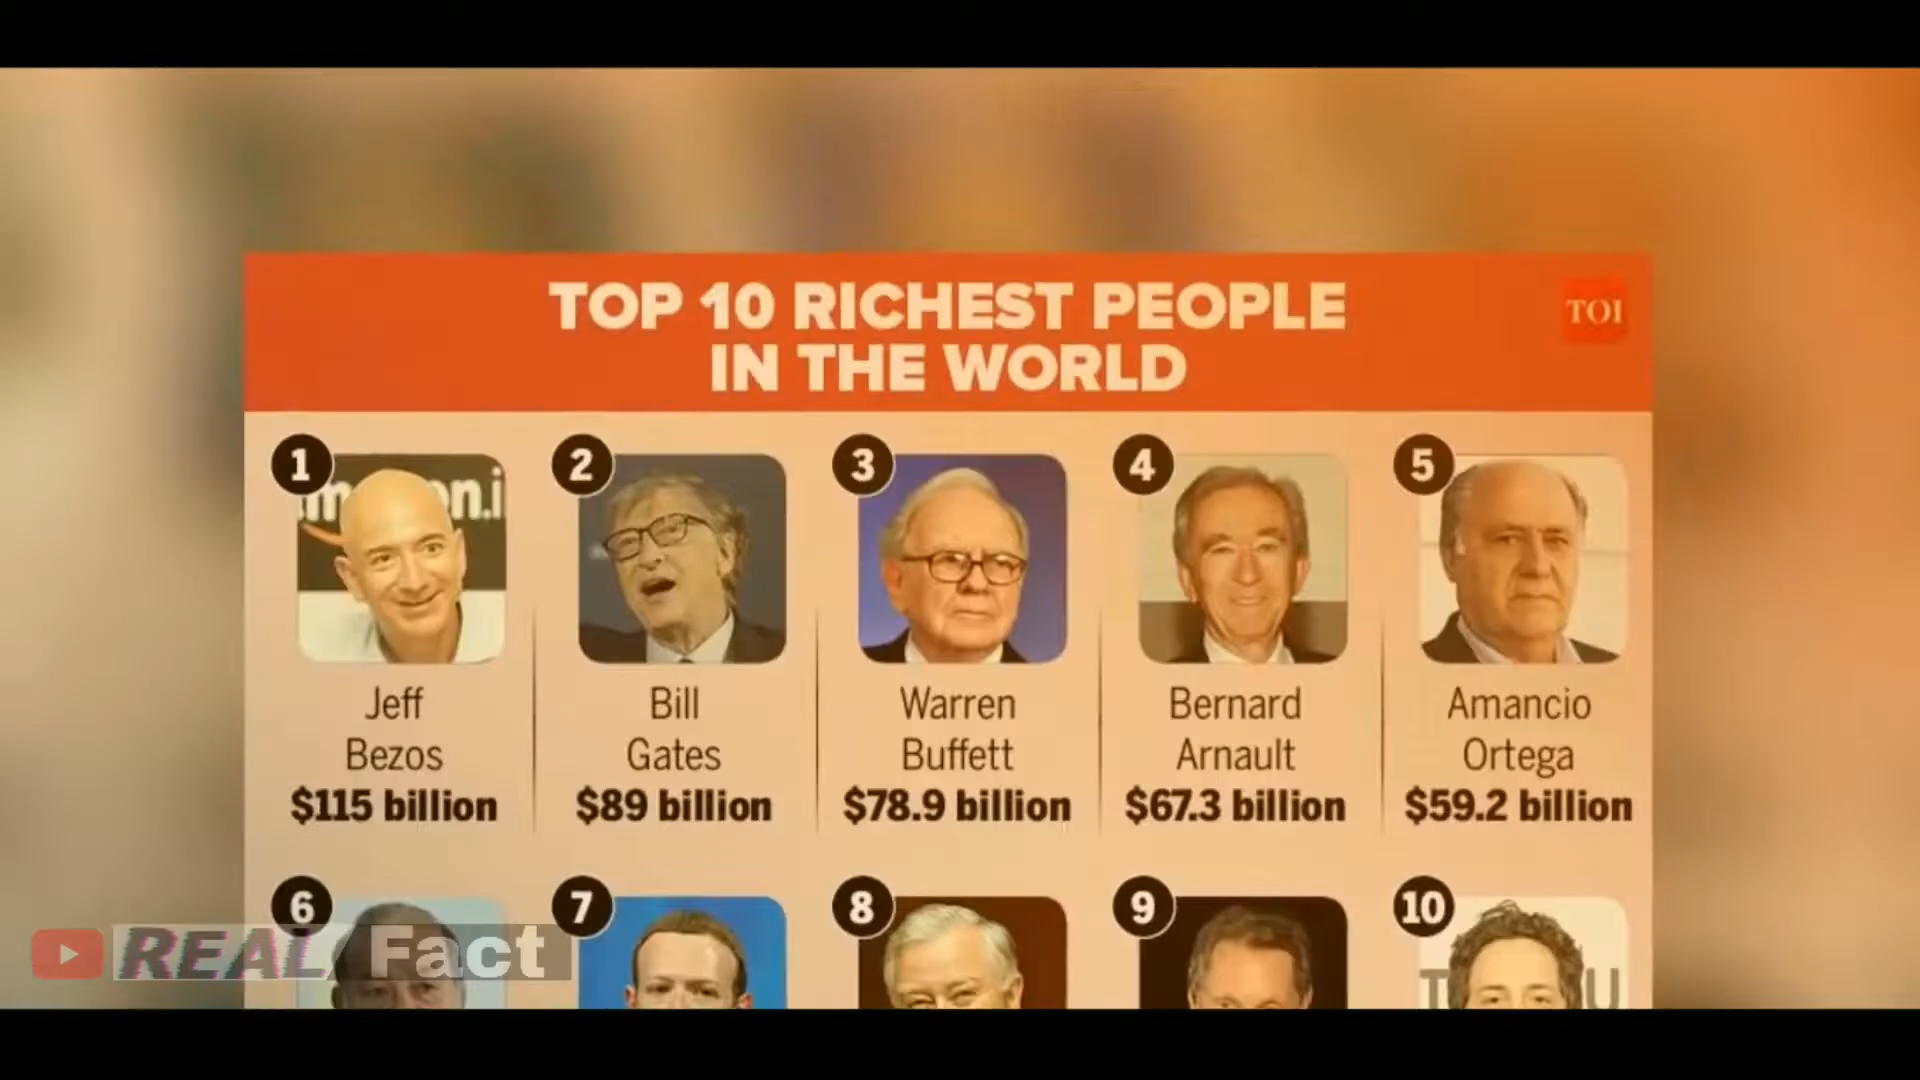 TOP 10 RICHEST PEOPLE
IN THE WORLD
TOI
1
2
3
4
5
Jeff
Bezos
$115 billion
Bill
Gates
$89 billion
Warren
Buffett
$78.9 billion
Bernard
Arnault
$67.3 billion
Amancio
Ortega
$59.2 billion
6
7
8
9
10
REAL Fact